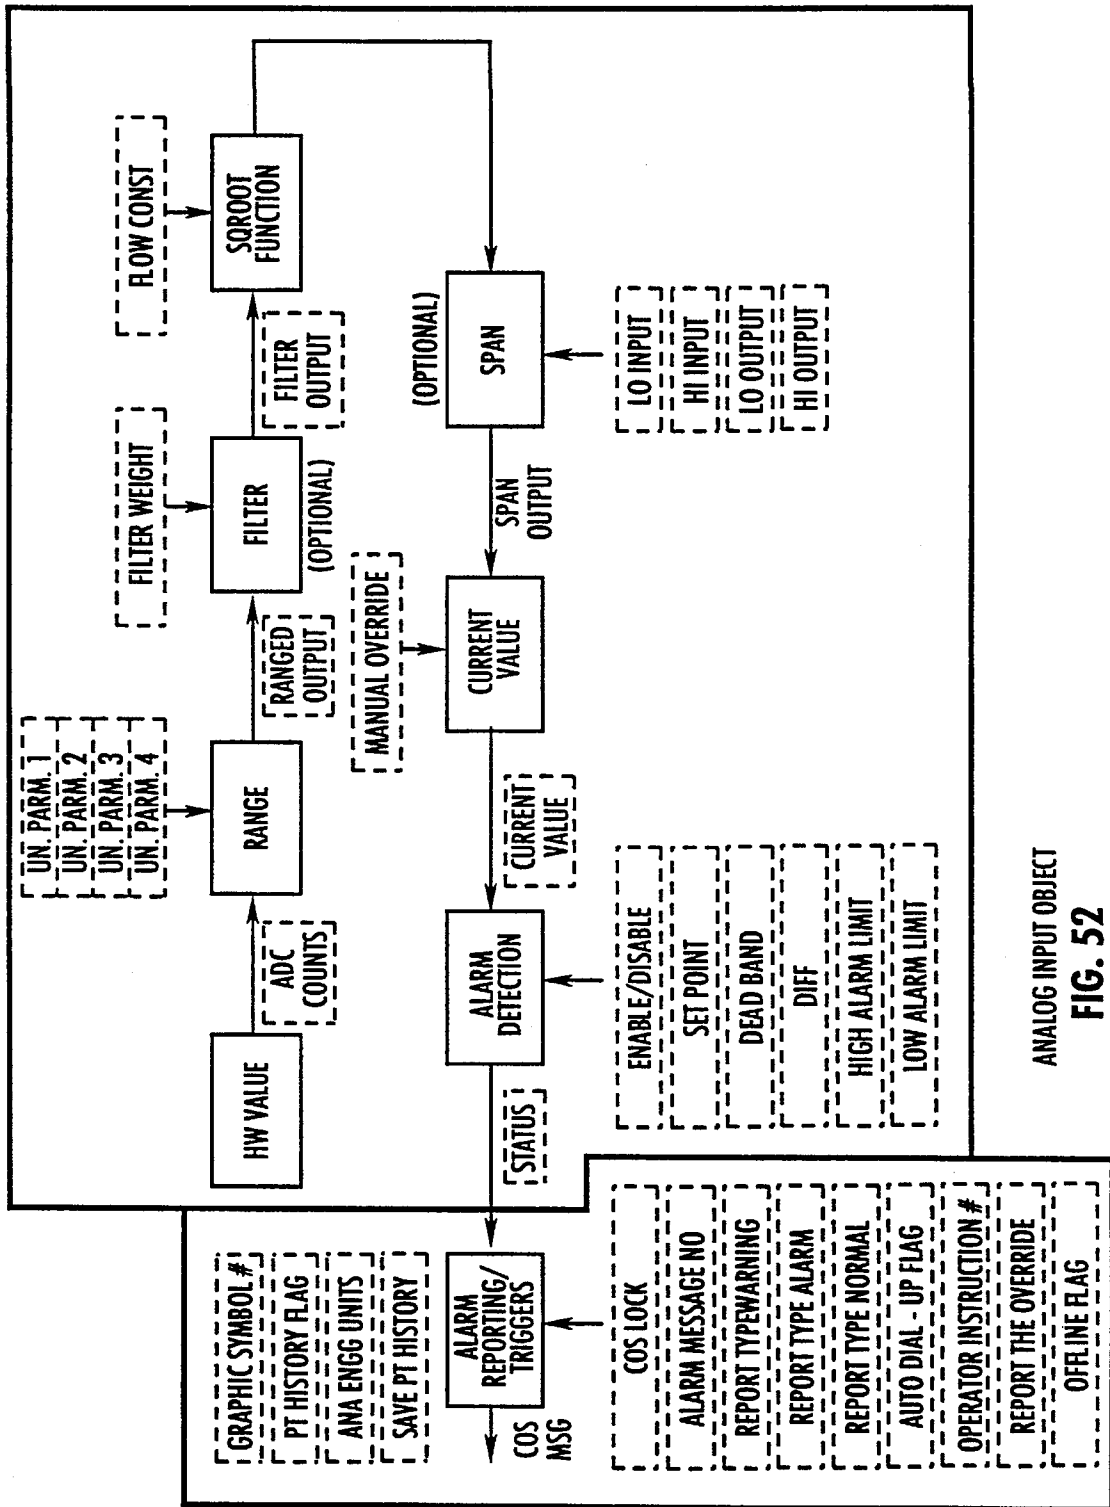 UN. PARM. 1
UN. PARM. 2
UN. PARM. 3
UN. PARM. 4
FILTER WEIGHT
FLOW CONST
HW VALUE
ADC
COUNTS
RANGE
RANGED
OUTPUT
FILTER
(OPTIONAL)
FILTER
OUTPUT
SQROOT
FUNCTION
MANUAL OVERRIDE
(OPTIONAL)
SPAN
SPAN
OUTPUT
CURRENT
VALUE
CURRENT
VALUE
ALARM
DETECTION
STATUS
LO INPUT
HI INPUT
LO OUTPUT
HI OUTPUT
ENABLE/DISABLE
SET POINT
DEAD BAND
DIFF
HIGH ALARM LIMIT
LOW ALARM LIMIT
GRAPHIC SYMBOL #
PT HISTORY FLAG
ANA ENGG UNITS
SAVE PT HISTORY
ALARM
REPORTING/
TRIGGERS
COS
MSG
COS LOCK
ALARM MESSAGE NO
REPORT TYPEWARNING
REPORT TYPE ALARM
REPORT TYPE NORMAL
AUTO DIAL - UP FLAG
OPERATOR INSTRUCTION #
REPORT THE OVERRIDE
OFFLINE FLAG
ANALOG INPUT OBJECT
FIG. 52